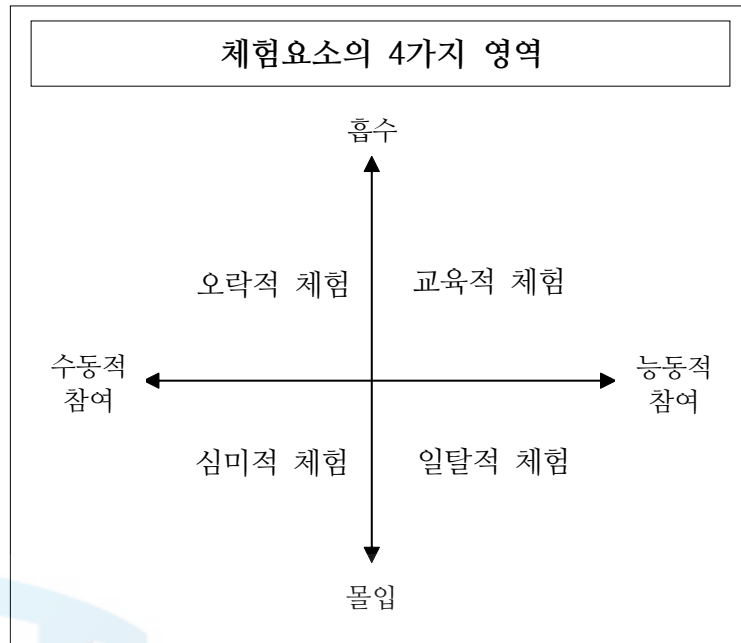 체험요소의 4가지 영역
흡수
오락적 체험
교육적 체험
수동적
참여
능동적
참여
심미적 체험
일탈적 체험
몰입